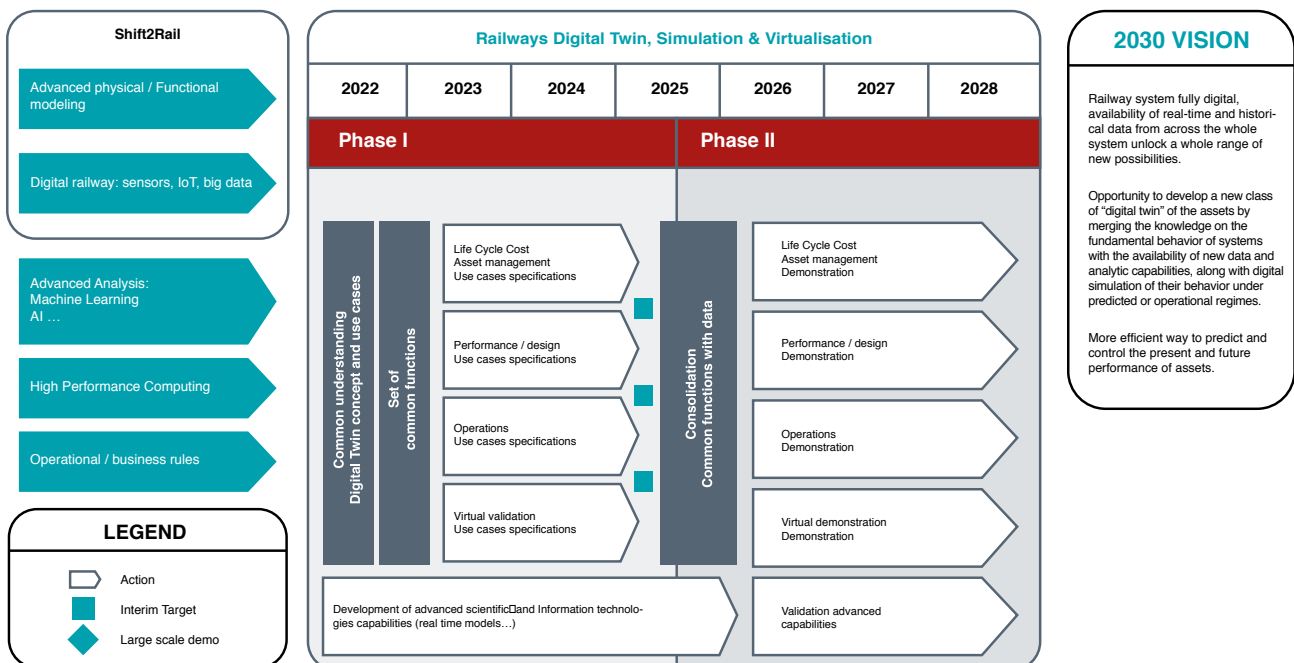 Shift2Rail
Advanced physical / Functional
modeling
Digital railway: sensors, IoT, big data
Advanced Analysis:
Machine Learning
AI ...
High Performance Computing
Operational / business rules
LEGEND
Action
Interim Target
Large scale demo
Railways Digital Twin, Simulation & Virtualisation
2022 2023 2024 2025 2026 2027 2028
Phase I Phase II
Common understanding
Digital Twin concept and use cases
Set of
common functions
Life Cycle Cost
Asset management
Use cases specifications
Performance / design
Use cases specifications
Operations
Use cases specifications
Virtual validation
Use cases specifications
Development of advanced scientific□and Information technolo-
gies capabilities (real time models...)
Consolidation
Common functions with data
Life Cycle Cost
Asset management
Demonstration
Performance / design
Demonstration
Operations
Demonstration
Virtual demonstration
Demonstration
Validation advanced
capabilities
2030 VISION
Railway system fully digital,
availability of real-time and histori-
cal data from across the whole
system unlock a whole range of
new possibilities.
Opportunity to develop a new class
of “digital twin” of the assets by
merging the knowledge on the
fundamental behavior of systems
with the availability of new data and
analytic capabilities, along with digital
simulation of their behavior under
predicted or operational regimes.
More efficient way to predict and
control the present and future
performance of assets.